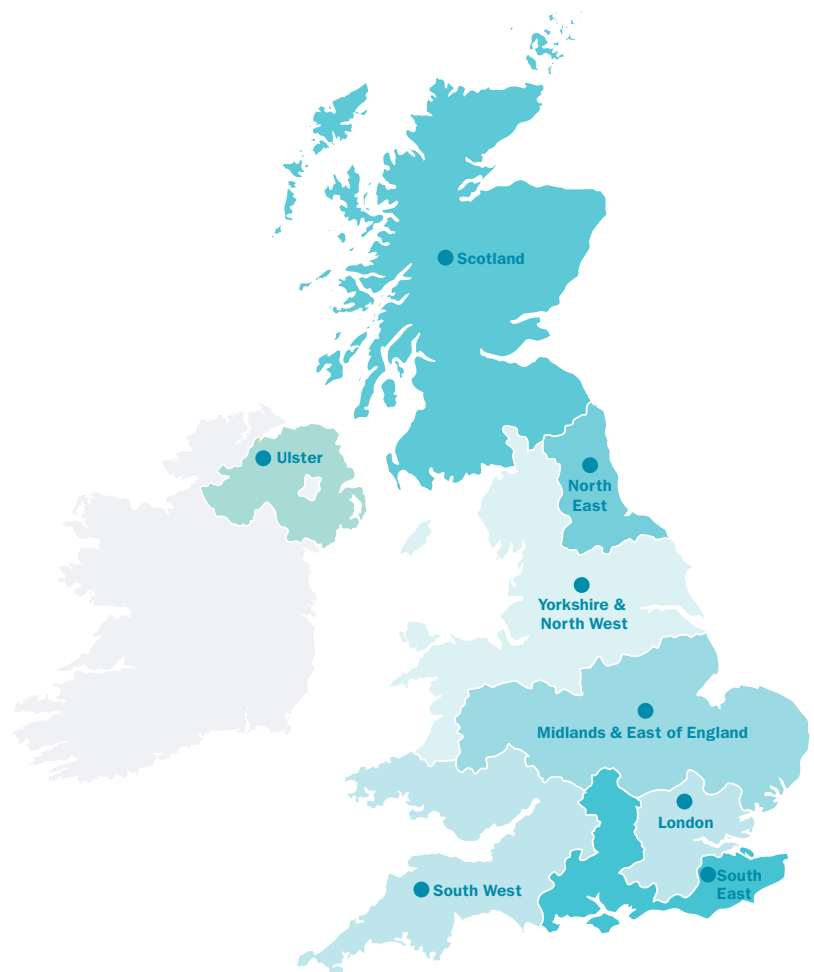 Scotland
Ulster
North
East
Yorkshire &
North West
Midlands & East of England
London
South
East
South West